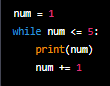 num = 1
while num <= 5:
    print(num)
    num += 1